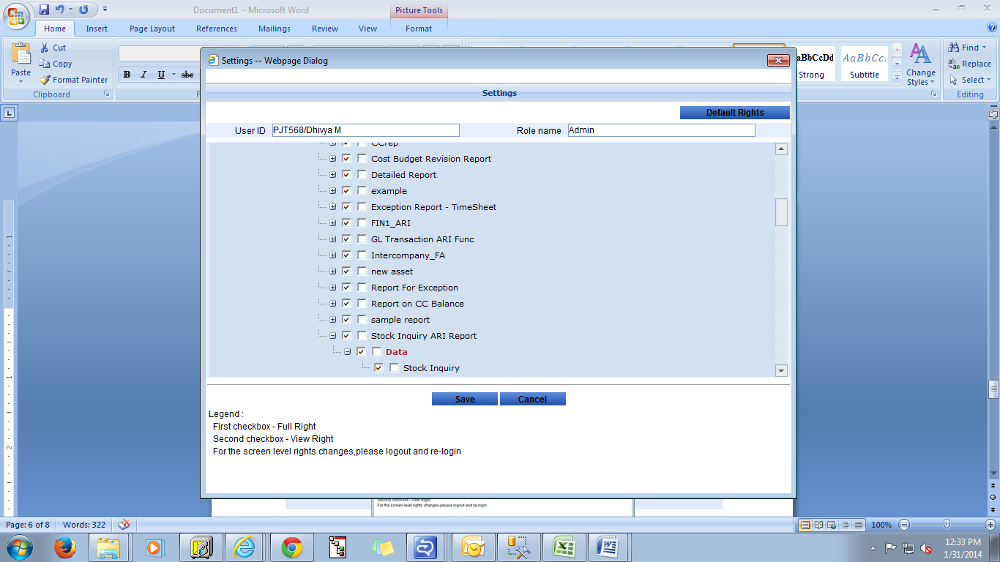 Document1 - Microsoft Word
Picture Tools
Home Insert Page Layout References Mailings Review View Format
Paste
Cut
Copy
Format Painter
Clipboard
B I U abc
AaBbCc.
Strong Subtitle
Change Styles
Find
Replace
Select
Editing
Settings -- Webpage Dialog
Settings
Default Rights
User ID PJT568/Dhivya M Role name Admin
CCrep
Cost Budget Revision Report
Detailed Report
example
Exception Report - TimeSheet
FIN1_ARI
GL Transaction ARI Func
Intercompany_FA
new asset
Report For Exception
Report on CC Balance
sample report
Stock Inquiry ARI Report
Data
Stock Inquiry
Save Cancel
Legend :
First checkbox - Full Right
Second checkbox - View Right
For the screen level rights changes,please logout and re-login
Second checkbox - View Right
For the screen level rights changes,please logout and re-login
Page: 6 of 8 Words: 322 100%
12:33 PM
1/31/2014